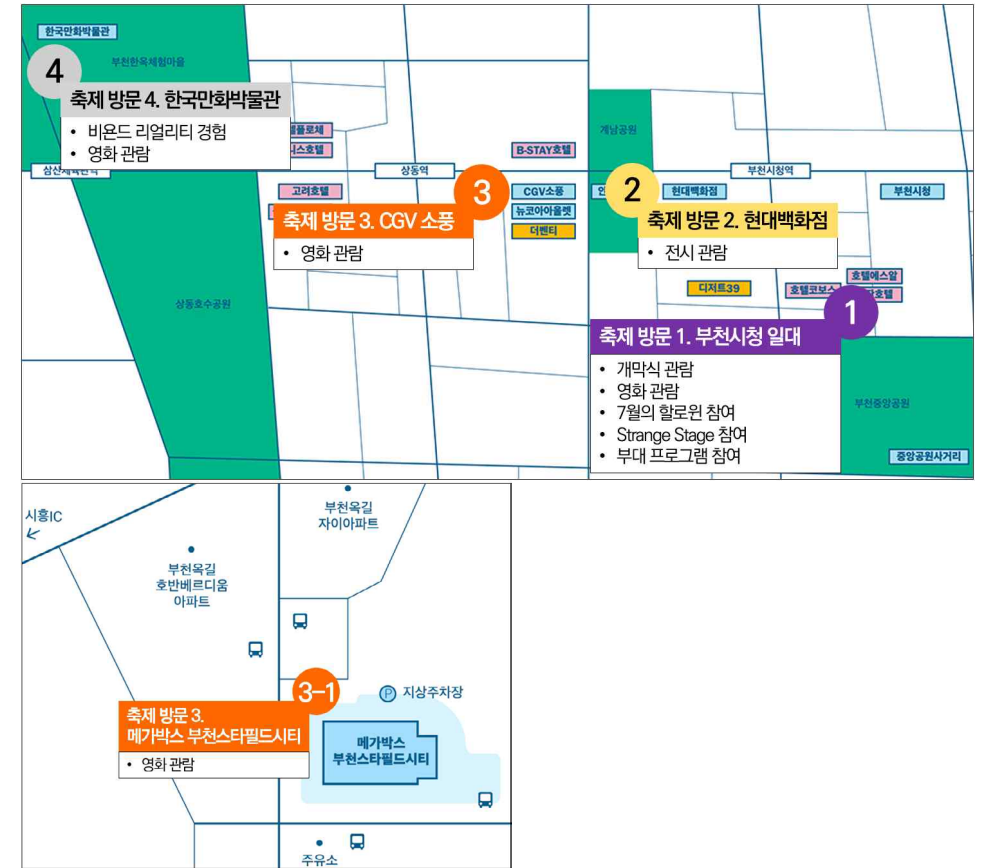 한국만화박물관
부천한옥체험마을
4
축제 방문 4. 한국만화박물관
• 비욘드 리얼리티 경험
• 영화 관람
B-STAY호텔
개남공원
상동역
부천시청역
고려호텔
3
CGV소풍
뉴코아아울렛
더벤티
축제 방문 3. CGV 소풍
• 영화 관람
2
현대백화점
부천시청
축제 방문 2. 현대백화점
• 전시 관람
상동호수공원
디저트39
호텔에스알
호텔코보스
1
축제 방문 1. 부천시청 일대
• 개막식 관람
• 영화 관람
• 7월의 할로윈 참여
• Strange Stage 참여
• 부대 프로그램 참여
부천중앙공원
중앙공원사거리
시흥IC
부천옥길
자이아파트
부천옥길
호반베르디움
아파트
3-1
P 지상주차장
축제 방문 3.
메가박스 부천스타필드시티
• 영화 관람
메가박스
부천스타필드시티
주유소